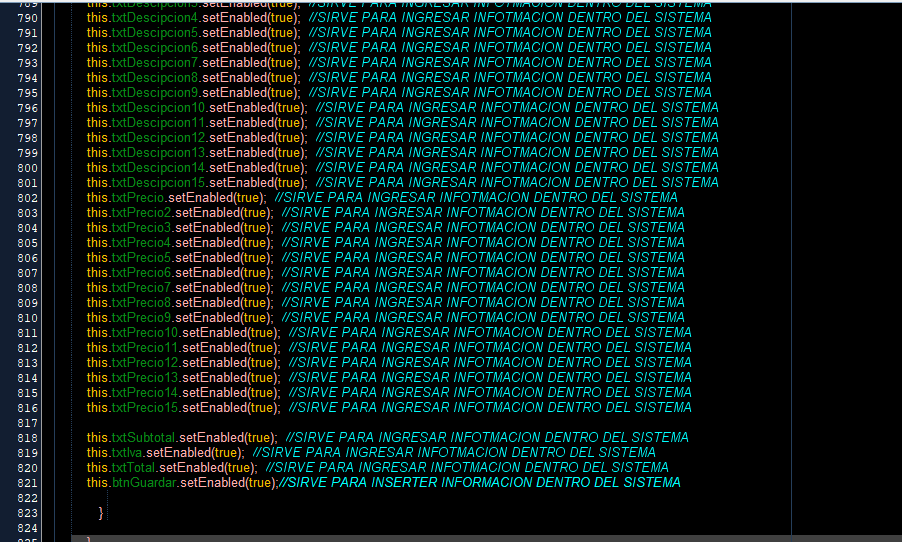 789 this.txtDescipcion3.setEnabled(true); //SIRVE PARA INGRESAR INFOTMACION DENTRO DEL SISTEMA
790 this.txtDescipcion4.setEnabled(true); //SIRVE PARA INGRESAR INFOTMACION DENTRO DEL SISTEMA
791 this.txtDescipcion5.setEnabled(true); //SIRVE PARA INGRESAR INFOTMACION DENTRO DEL SISTEMA
792 this.txtDescipcion6.setEnabled(true); //SIRVE PARA INGRESAR INFOTMACION DENTRO DEL SISTEMA
793 this.txtDescipcion7.setEnabled(true); //SIRVE PARA INGRESAR INFOTMACION DENTRO DEL SISTEMA
794 this.txtDescipcion8.setEnabled(true); //SIRVE PARA INGRESAR INFOTMACION DENTRO DEL SISTEMA
795 this.txtDescipcion9.setEnabled(true); //SIRVE PARA INGRESAR INFOTMACION DENTRO DEL SISTEMA
796 this.txtDescipcion10.setEnabled(true); //SIRVE PARA INGRESAR INFOTMACION DENTRO DEL SISTEMA
797 this.txtDescipcion11.setEnabled(true); //SIRVE PARA INGRESAR INFOTMACION DENTRO DEL SISTEMA
798 this.txtDescipcion12.setEnabled(true); //SIRVE PARA INGRESAR INFOTMACION DENTRO DEL SISTEMA
799 this.txtDescipcion13.setEnabled(true); //SIRVE PARA INGRESAR INFOTMACION DENTRO DEL SISTEMA
800 this.txtDescipcion14.setEnabled(true); //SIRVE PARA INGRESAR INFOTMACION DENTRO DEL SISTEMA
801 this.txtDescipcion15.setEnabled(true); //SIRVE PARA INGRESAR INFOTMACION DENTRO DEL SISTEMA
802 this.txtPrecio.setEnabled(true); //SIRVE PARA INGRESAR INFOTMACION DENTRO DEL SISTEMA
803 this.txtPrecio2.setEnabled(true); //SIRVE PARA INGRESAR INFOTMACION DENTRO DEL SISTEMA
804 this.txtPrecio3.setEnabled(true); //SIRVE PARA INGRESAR INFOTMACION DENTRO DEL SISTEMA
805 this.txtPrecio4.setEnabled(true); //SIRVE PARA INGRESAR INFOTMACION DENTRO DEL SISTEMA
806 this.txtPrecio5.setEnabled(true); //SIRVE PARA INGRESAR INFOTMACION DENTRO DEL SISTEMA
807 this.txtPrecio6.setEnabled(true); //SIRVE PARA INGRESAR INFOTMACION DENTRO DEL SISTEMA
808 this.txtPrecio7.setEnabled(true); //SIRVE PARA INGRESAR INFOTMACION DENTRO DEL SISTEMA
809 this.txtPrecio8.setEnabled(true); //SIRVE PARA INGRESAR INFOTMACION DENTRO DEL SISTEMA
810 this.txtPrecio9.setEnabled(true); //SIRVE PARA INGRESAR INFOTMACION DENTRO DEL SISTEMA
811 this.txtPrecio10.setEnabled(true); //SIRVE PARA INGRESAR INFOTMACION DENTRO DEL SISTEMA
812 this.txtPrecio11.setEnabled(true); //SIRVE PARA INGRESAR INFOTMACION DENTRO DEL SISTEMA
813 this.txtPrecio12.setEnabled(true); //SIRVE PARA INGRESAR INFOTMACION DENTRO DEL SISTEMA
814 this.txtPrecio13.setEnabled(true); //SIRVE PARA INGRESAR INFOTMACION DENTRO DEL SISTEMA
815 this.txtPrecio14.setEnabled(true); //SIRVE PARA INGRESAR INFOTMACION DENTRO DEL SISTEMA
816 this.txtPrecio15.setEnabled(true); //SIRVE PARA INGRESAR INFOTMACION DENTRO DEL SISTEMA
817
818 this.txtSubtotal.setEnabled(true); //SIRVE PARA INGRESAR INFOTMACION DENTRO DEL SISTEMA
819 this.txtIva.setEnabled(true); //SIRVE PARA INGRESAR INFOTMACION DENTRO DEL SISTEMA
820 this.txtTotal.setEnabled(true); //SIRVE PARA INGRESAR INFOTMACION DENTRO DEL SISTEMA
821 this.btnGuardar.setEnabled(true);//SIRVE PARA INSERTER INFORMACION DENTRO DEL SISTEMA
822
823 }
824
825 }